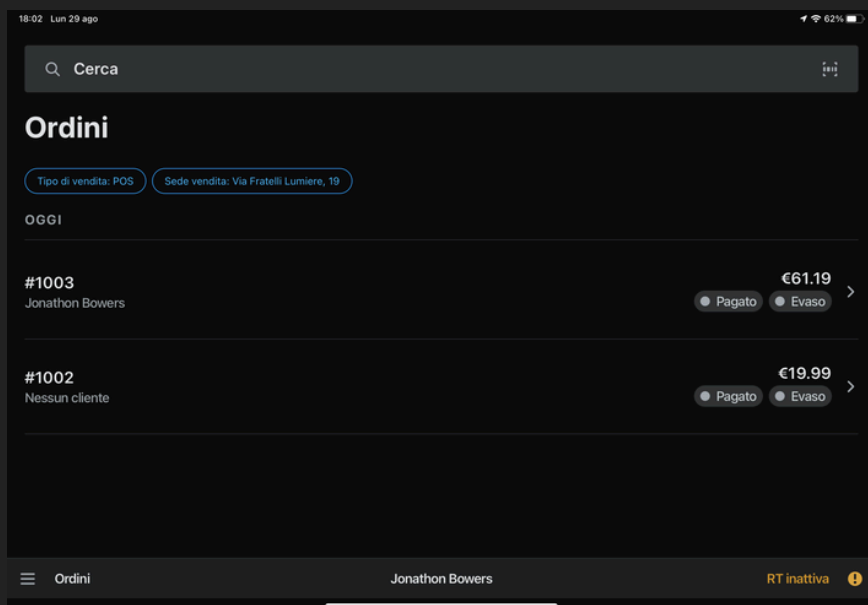 18:02 Lun 29 ago 62%
Cerca
Ordini
Tipo di vendita: POS Sede vendita: Via Fratelli Lumiere, 19
OGGI
#1003 €61.19
Jonathon Bowers Pagato Evaso
#1002 €19.99
Nessun cliente Pagato Evaso
Ordini Jonathon Bowers RT inattiva